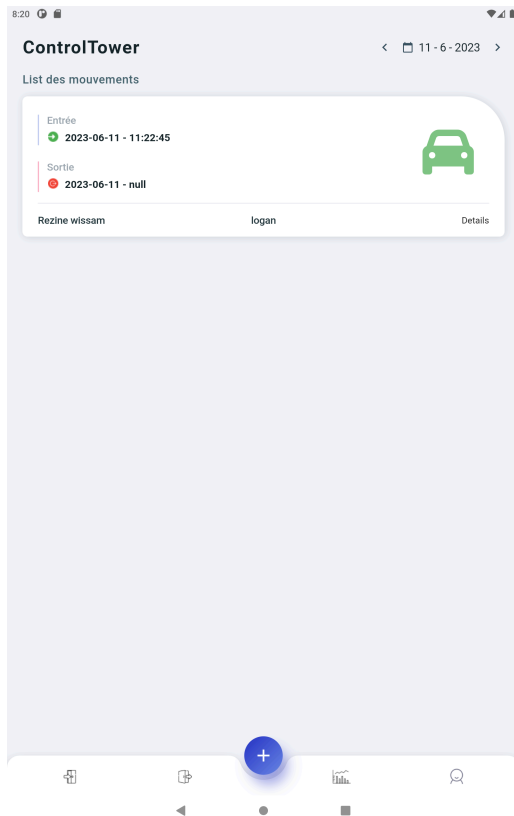 8:20
ControlTower
11 - 6 - 2023
List des mouvements
Entrée
2023-06-11 - 11:22:45
Sortie
2023-06-11 - null
Rezine wissam logan Details